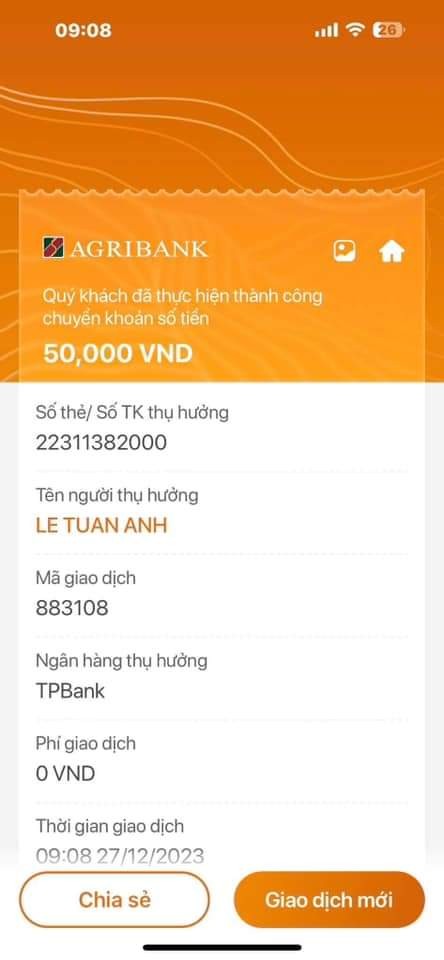 09:08
26
AGRIBANK
Quý khách đã thực hiện thành công
chuyển khoản số tiền
50,000 VND
Số thẻ/ Số TK thụ hưởng
22311382000
Tên người thụ hưởng
LE TUAN ANH
Mã giao dịch
883108
Ngân hàng thụ hưởng
TPBank
Phí giao dịch
0 VND
Thời gian giao dịch
09:08 27/12/2023
Chia sẻ
Giao dịch mới